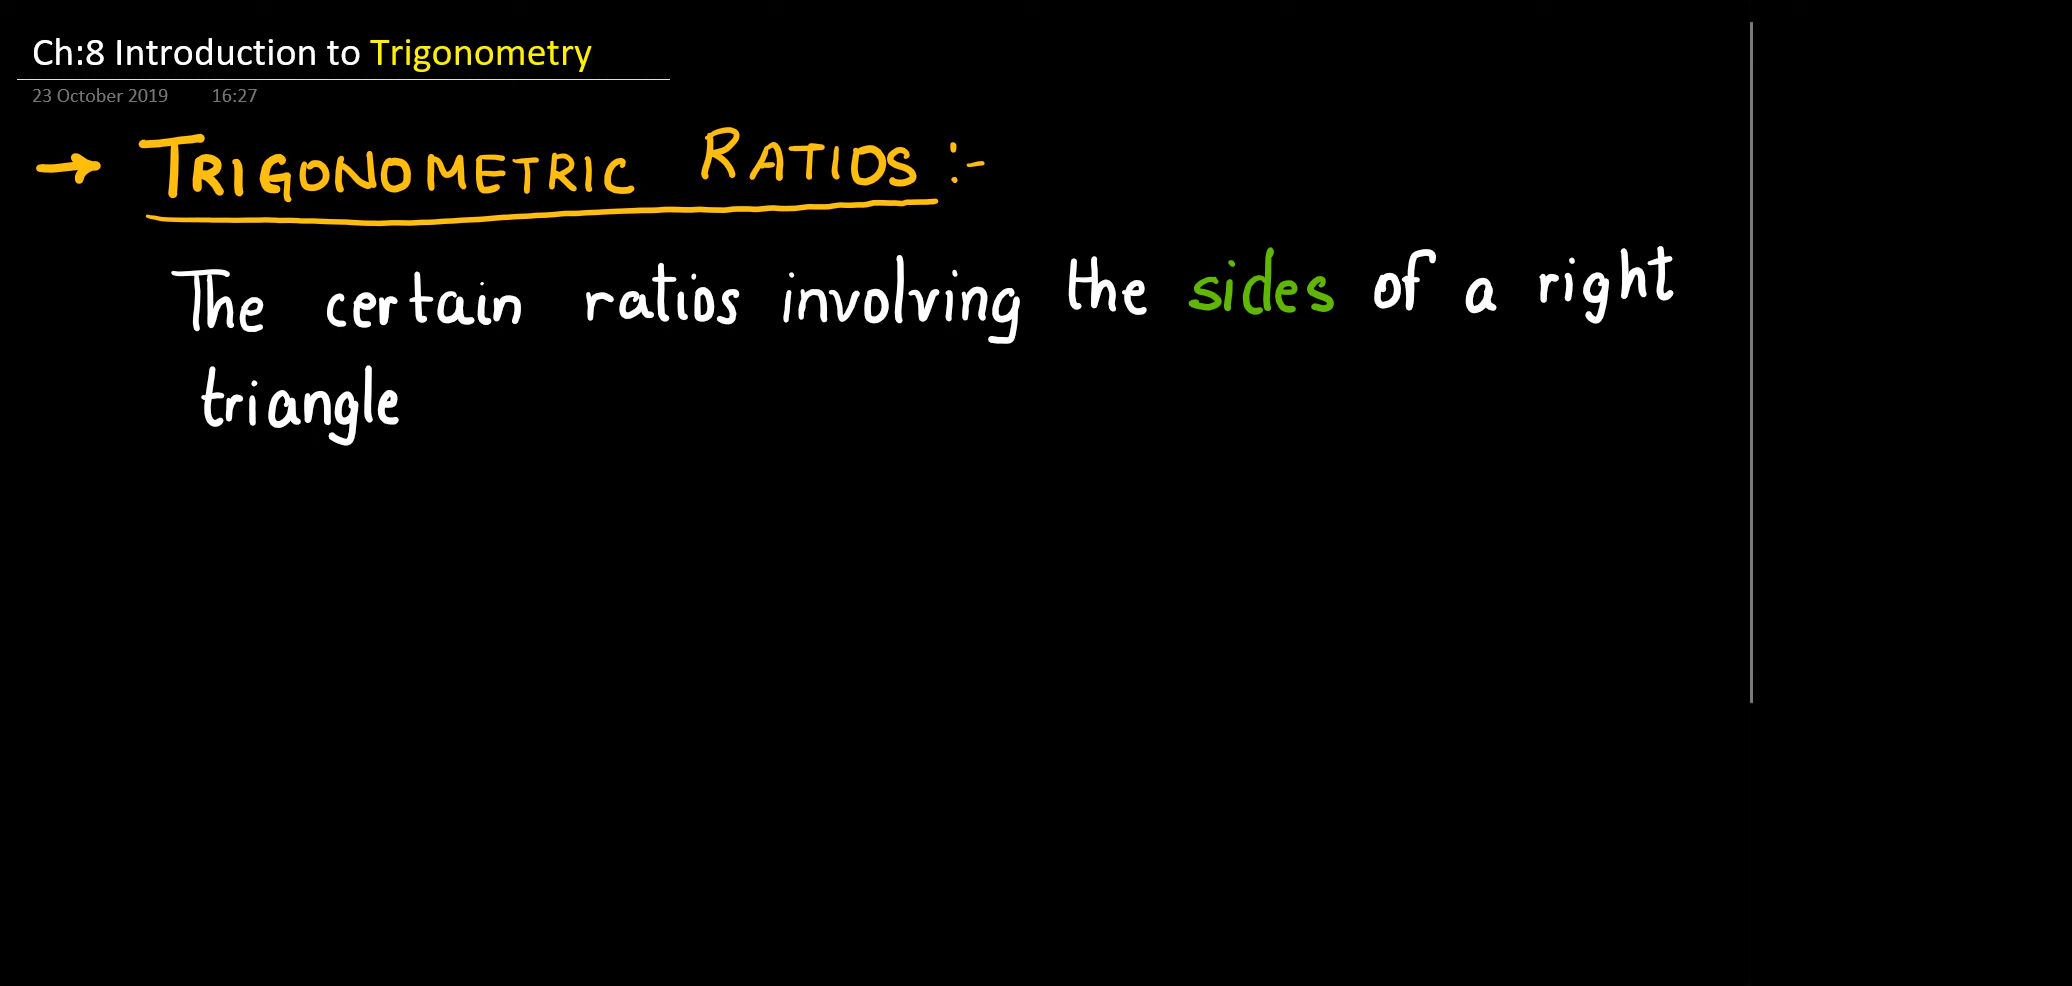 Ch:8 Introduction to Trigonometry
23 October 2019 16:27
→ TRIGONOMETRIC RATIOS :-
The certain ratios involving the sides of a right
triangle